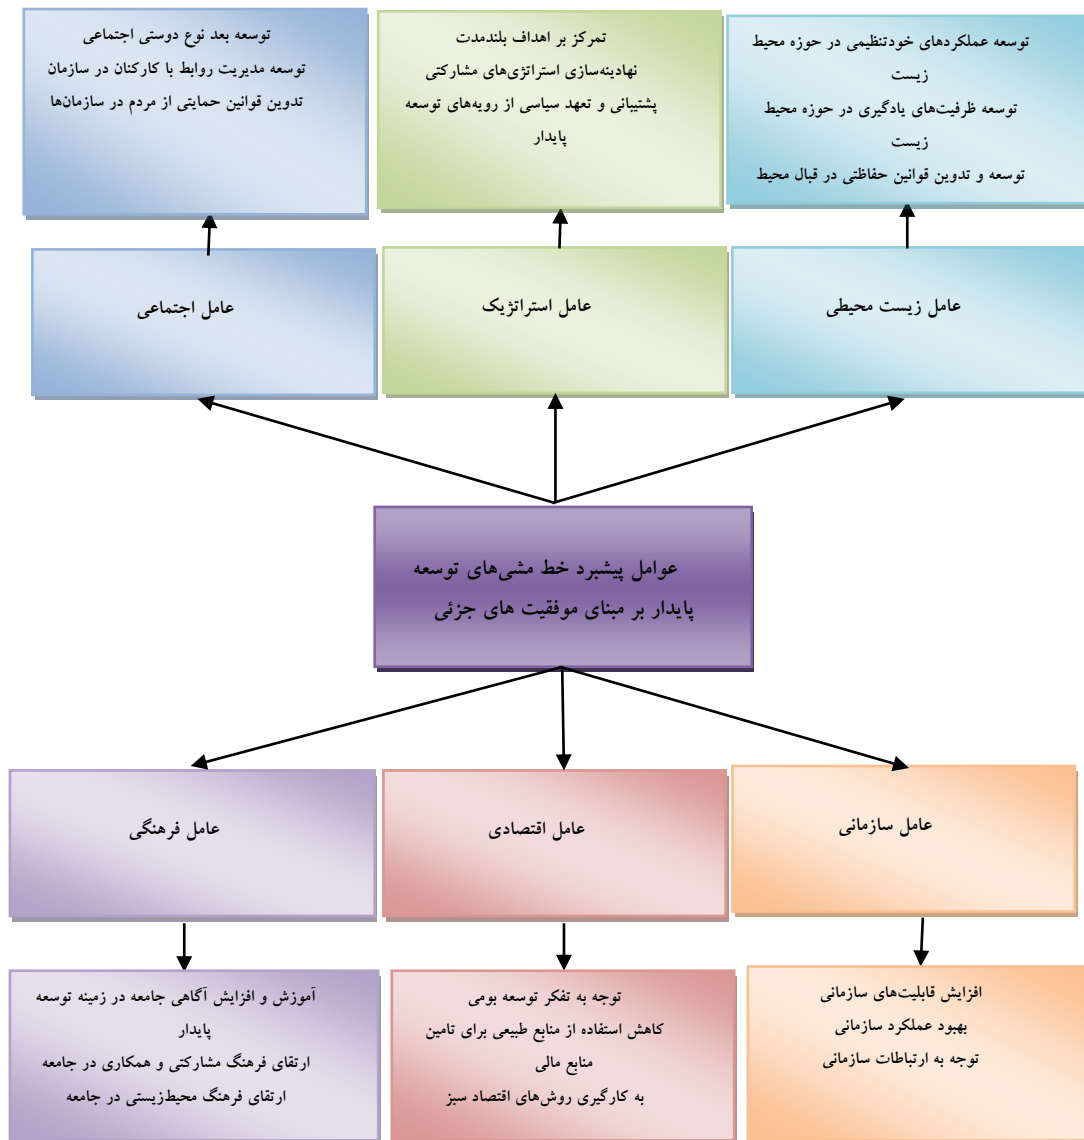 توسعه عملکردهای خودتنظیمی در حوزه محیط
زیست
توسعه ظرفیت‌های یادگیری در حوزه محیط
زیست
توسعه و تدوین قوانین حفاظتی در قبال محیط
تمرکز بر اهداف بلندمدت
نهادینه‌سازی استراتژی‌های مشارکتی
پشتیبانی و تعهد سیاسی از رویه‌های توسعه
پایدار
توسعه بعد نوع دوستی اجتماعی
توسعه مدیریت روابط با کارکنان در سازمان
تدوین قوانین حمایتی از مردم در سازمان‌ها
عامل زیست محیطی
عامل استراتژیک
عامل اجتماعی
عوامل پیشبرد خط مشی‌های توسعه
پایدار بر مبنای موفقیت های جزئی
عامل سازمانی
عامل اقتصادی
عامل فرهنگی
افزایش قابلیت‌های سازمانی
بهبود عملکرد سازمانی
توجه به ارتباطات سازمانی
توجه به تفکر توسعه بومی
کاهش استفاده از منابع طبیعی برای تامین
منابع مالی
به کارگیری روش‌های اقتصاد سبز
آموزش و افزایش آگاهی جامعه در زمینه توسعه
پایدار
ارتقای فرهنگ مشارکتی و همکاری در جامعه
ارتقای فرهنگ محیط‌زیستی در جامعه